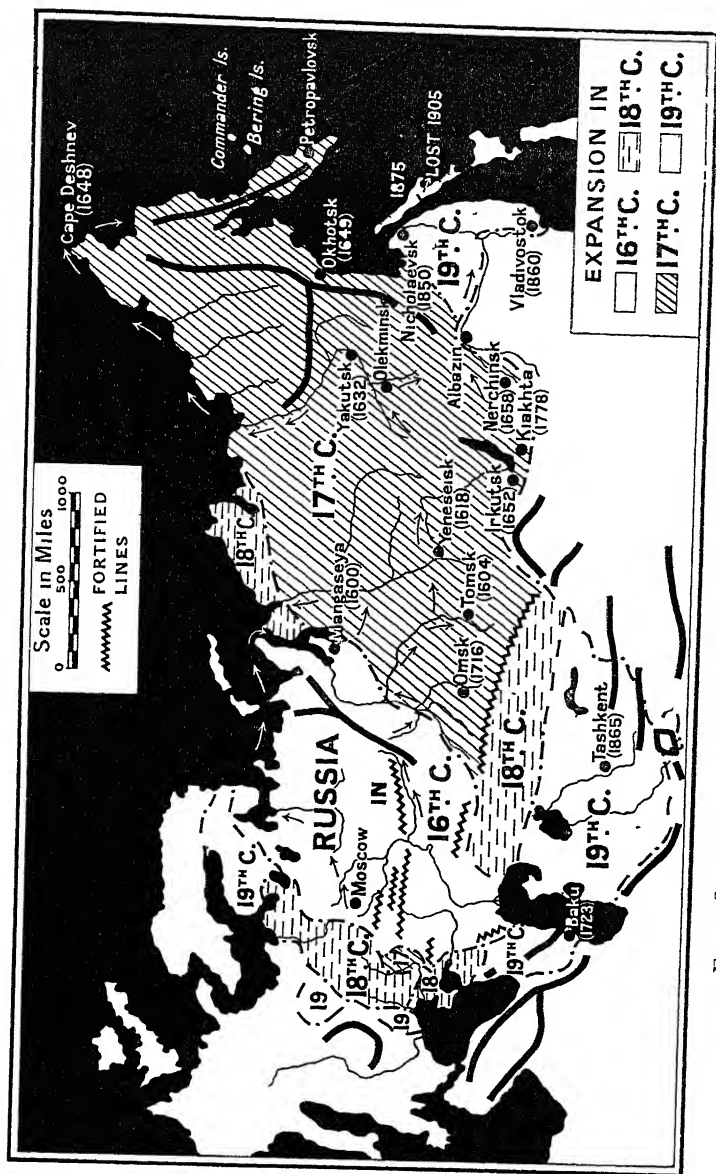 Scale in Miles
0 500 1000
FORTIFIED
LINES
Cape Deshnev
(1648)
Commander Is.
Bering Is.
Petropavlovsk
Okhotsk
(1649)
1875
LOST 1905
Nicholaevsk
(1850)
19TH C.
Vladivostok
(1860)
Yakutsk
(1632)
Olekminsk
Albazin
Nerchinsk
(1658)
Kiakhta
(1778)
Irkutsk
(1652)
17TH C.
18TH C.
Mangaseya
(1600)
Yeneseisk
(1618)
Tomsk
(1604)
Omsk
(1716)
18TH C.
Tashkent
(1865)
19TH C.
RUSSIA
IN
16TH C.
Moscow
19TH C.
18TH C.
17
18
19
19
19TH C.
Baku
(1723)
EXPANSION IN
16TH C.
18TH C.
17TH C.
19TH C.